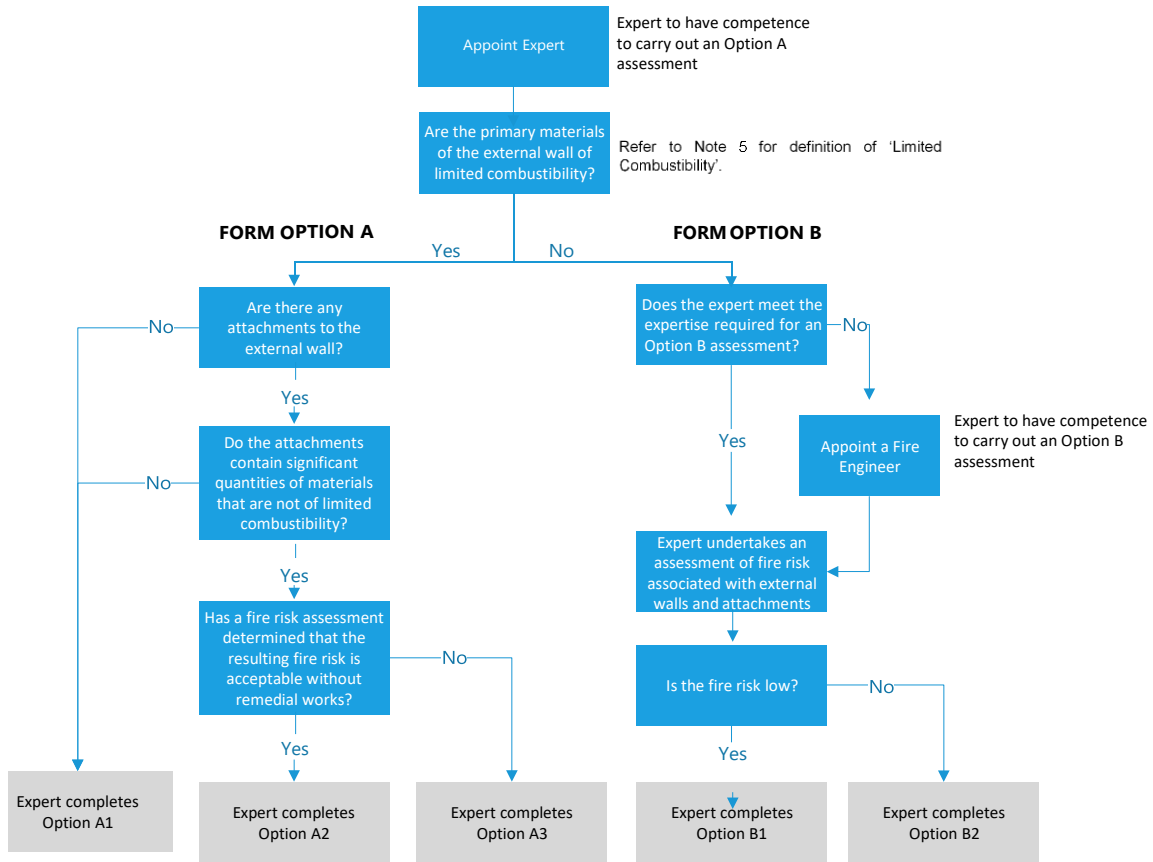 Appoint Expert
Expert to have competence
to carry out an Option A
assessment
Are the primary materials
of the external wall of
limited combustibility?
Refer to Note 5 for definition of ‘Limited
Combustibility’.
FORM OPTION A
FORM OPTION B
Yes
No
Are there any
attachments to the
external wall?
No
Does the expert meet the
expertise required for an
Option B assessment?
No
Yes
Yes
Do the attachments
contain significant
quantities of materials
that are not of limited
combustibility?
No
Appoint a Fire
Engineer
Expert to have competence
to carry out an Option B
assessment
Yes
Expert undertakes an
assessment of fire risk
associated with external
walls and attachments
Has a fire risk assessment
determined that the
resulting fire risk is
acceptable without
remedial works?
No
Is the fire risk low?
No
Yes
Yes
Expert completes
Option A1
Expert completes
Option A2
Expert completes
Option A3
Expert completes
Option B1
Expert completes
Option B2